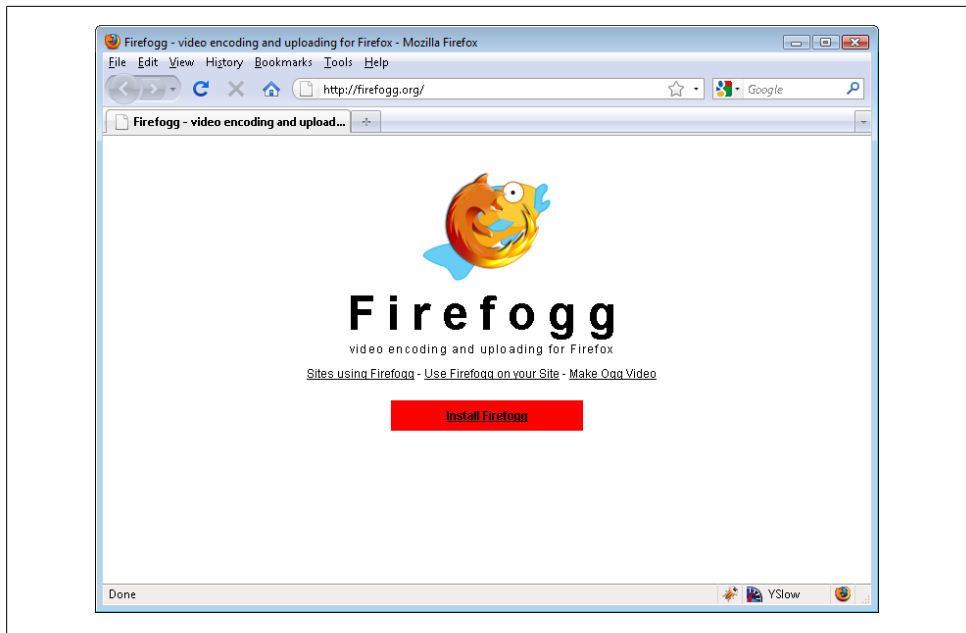 Firefogg - video encoding and uploading for Firefox - Mozilla Firefox
File Edit View History Bookmarks Tools Help
http://firefogg.org/
Google
Firefogg - video encoding and upload...
Firefogg
video encoding and uploading for Firefox
Sites using Firefogg - Use Firefogg on your Site - Make Ogg Video
Install Firefogg
Done
YSlow